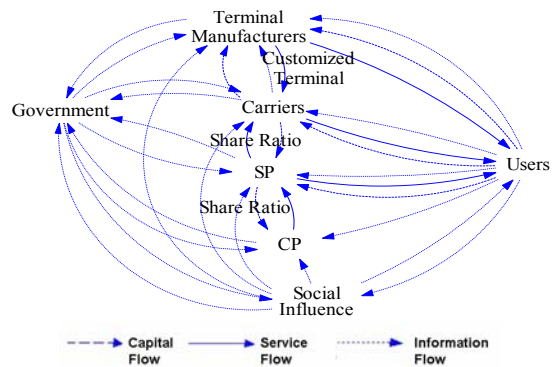 Terminal
Manufacturers
Customized
Terminal
Government
Carriers
Share Ratio
SP
Users
Share Ratio
CP
Social
Influence
Capital
Flow
Service
Flow
Information
Flow